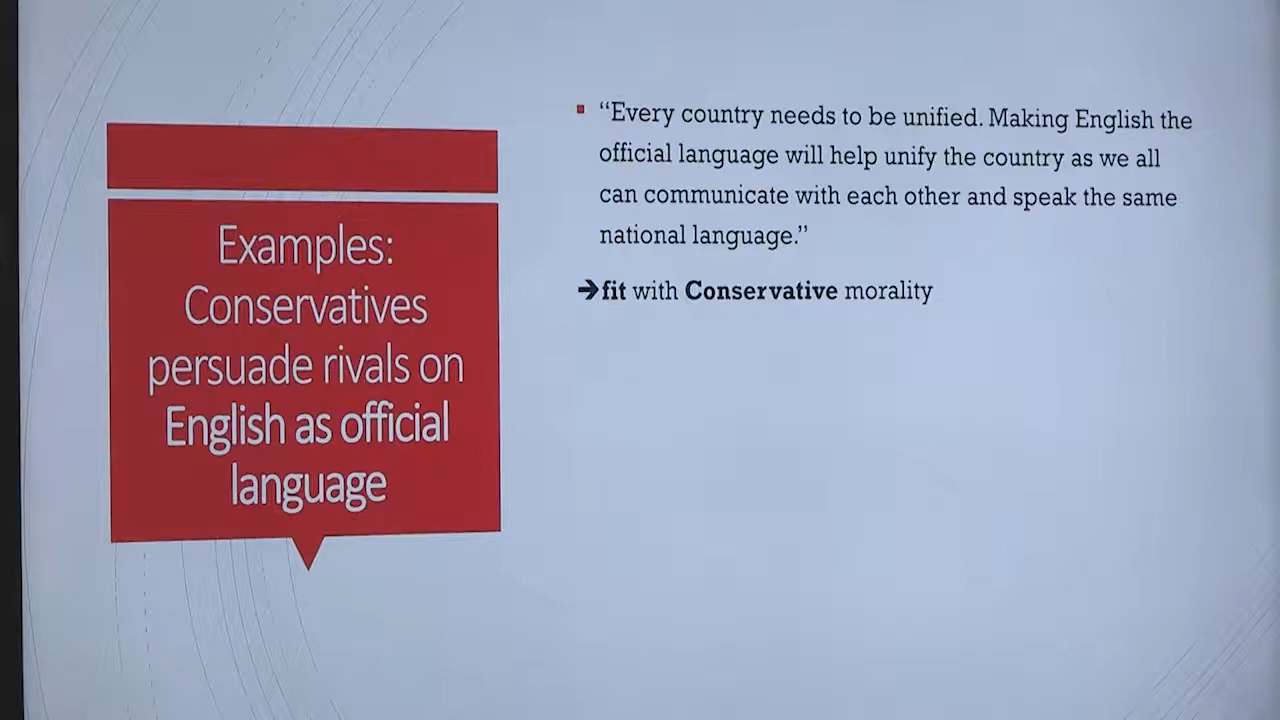 Examples:
Conservatives
persuade rivals on
English as official
language
“Every country needs to be unified. Making English the
official language will help unify the country as we all
can communicate with each other and speak the same
national language.”
➔fit with Conservative morality